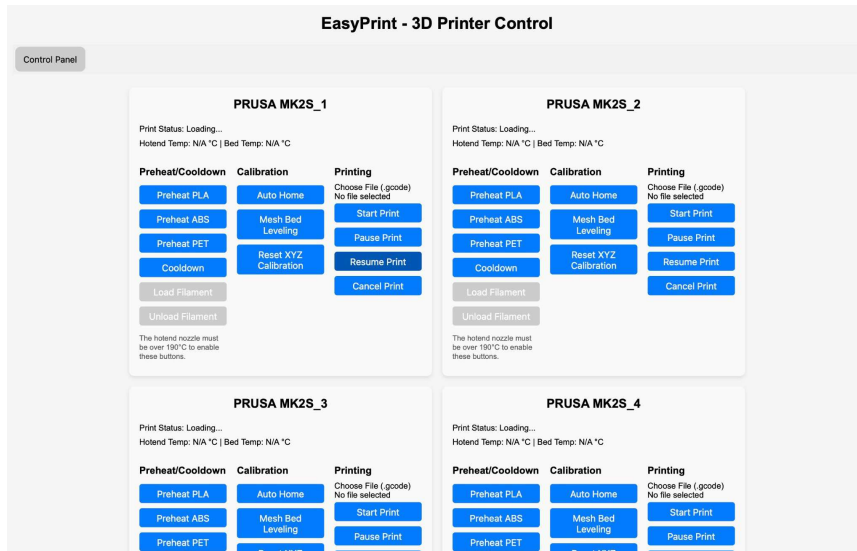 EasyPrint - 3D Printer Control
Control Panel
PRUSA MK2S_1
Print Status: Loading...
Hotend Temp: N/A °C | Bed Temp: N/A °C
Preheat/Cooldown
Preheat PLA
Preheat ABS
Preheat PET
Cooldown
Load Filament
Unload Filament
The hotend nozzle must
be over 190°C to enable
these buttons.
Calibration
Auto Home
Mesh Bed
Leveling
Reset XYZ
Calibration
Printing
Choose File (.gcode)
No file selected
Start Print
Pause Print
Resume Print
Cancel Print
PRUSA MK2S_2
Print Status: Loading...
Hotend Temp: N/A °C | Bed Temp: N/A °C
Preheat/Cooldown
Preheat PLA
Preheat ABS
Preheat PET
Cooldown
Load Filament
Unload Filament
The hotend nozzle must
be over 190°C to enable
these buttons.
Calibration
Auto Home
Mesh Bed
Leveling
Reset XYZ
Calibration
Printing
Choose File (.gcode)
No file selected
Start Print
Pause Print
Resume Print
Cancel Print
PRUSA MK2S_3
Print Status: Loading...
Hotend Temp: N/A °C | Bed Temp: N/A °C
Preheat/Cooldown
Preheat PLA
Preheat ABS
Preheat PET
Calibration
Auto Home
Mesh Bed
Leveling
Printing
Choose File (.gcode)
No file selected
Start Print
Pause Print
PRUSA MK2S_4
Print Status: Loading...
Hotend Temp: N/A °C | Bed Temp: N/A °C
Preheat/Cooldown
Preheat PLA
Preheat ABS
Preheat PET
Calibration
Auto Home
Mesh Bed
Leveling
Printing
Choose File (.gcode)
No file selected
Start Print
Pause Print